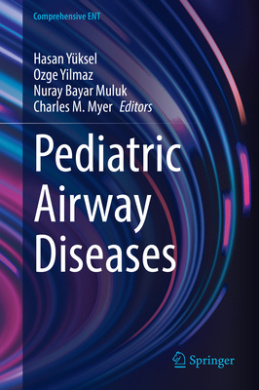 Comprehensive ENT
Hasan Yüksel
Ozge Yilmaz
Nuray Bayar Muluk
Charles M. Myer Editors
Pediatric
Airway
Diseases
Springer